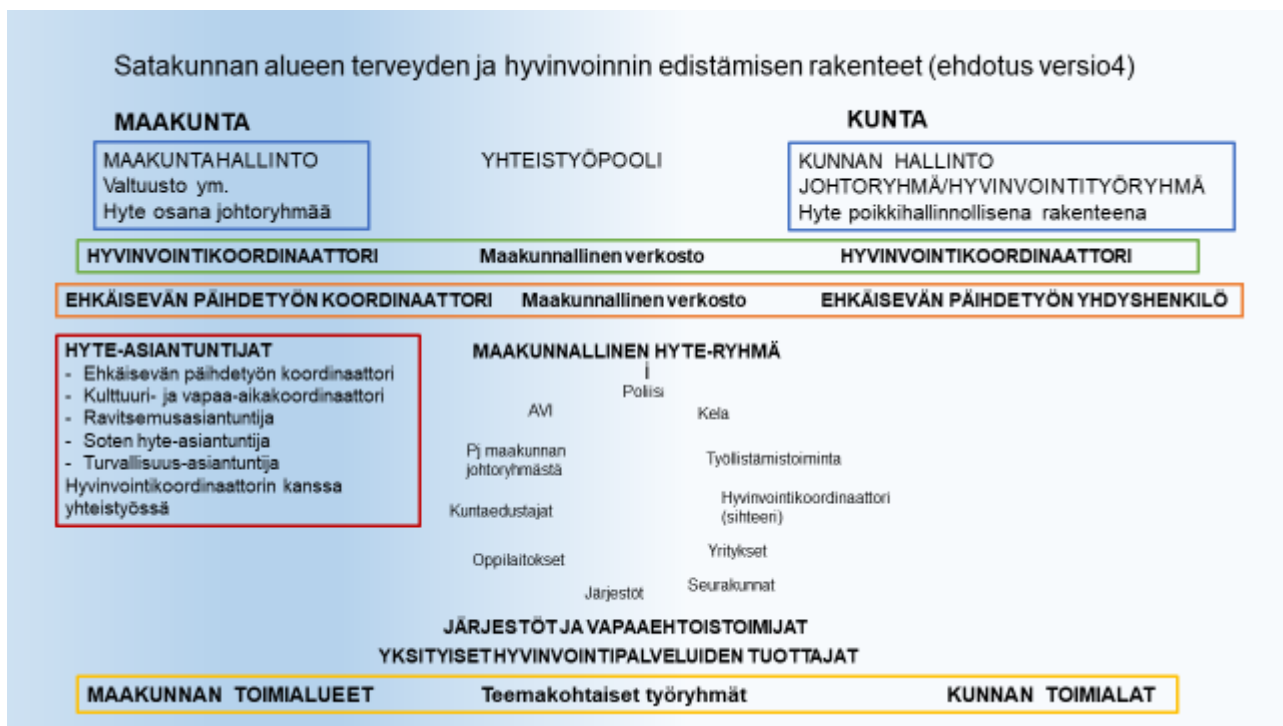 Satakunnan alueen terveyden ja hyvinvoinnin edistämisen rakenteet (ehdotus versio4)
MAAKUNTA
KUNTA
MAAKUNTAHALLINTO
Valtuusto ym.
Hyte osana johtoryhmää
YHTEISTYÖPOOLI
KUNNAN HALLINTO
JOHTORYHMÄ/HYVINVOINTITYÖRYHMÄ
Hyte poikkihallinnollisena rakenteena
HYVINVOINTIKOORDINAATTORI Maakunnallinen verkosto HYVINVOINTIKOORDINAATTORI
EHKÄISEVÄN PÄIHDETYÖN KOORDINAATTORI Maakunnallinen verkosto EHKÄISEVÄN PÄIHDETYÖN YHDYSHENKILÖ
HYTE-ASIANTUNTIJAT
- Ehkäisevän päihdetyön koordinaattori
- Kulttuuri- ja vapaa-aikakoordinaattori
- Ravitsemusasiantuntija
- Soten hyte-asiantuntija
- Turvallisuus-asiantuntija
Hyvinvointikoordinaattorin kanssa
yhteistyössä
MAAKUNNALLINEN HYTE-RYHMÄ
i
Poliisi
AVI
Kela
Pj maakunnan
johtoryhmästä
Työllistämistoiminta
Kuntaedustajat
Hyvinvointikoordinaattori
(sihteeri)
Oppilaitokset
Yritykset
Järjestöt
Seurakunnat
JÄRJESTÖT JA VAPAAEHTOISTOIMIJAT
YKSITYISET HYVINVOINTIPALVELUIDEN TUOTTAJAT
MAAKUNNAN TOIMIALUEET Teemakohtaiset työryhmät KUNNAN TOIMIALAT